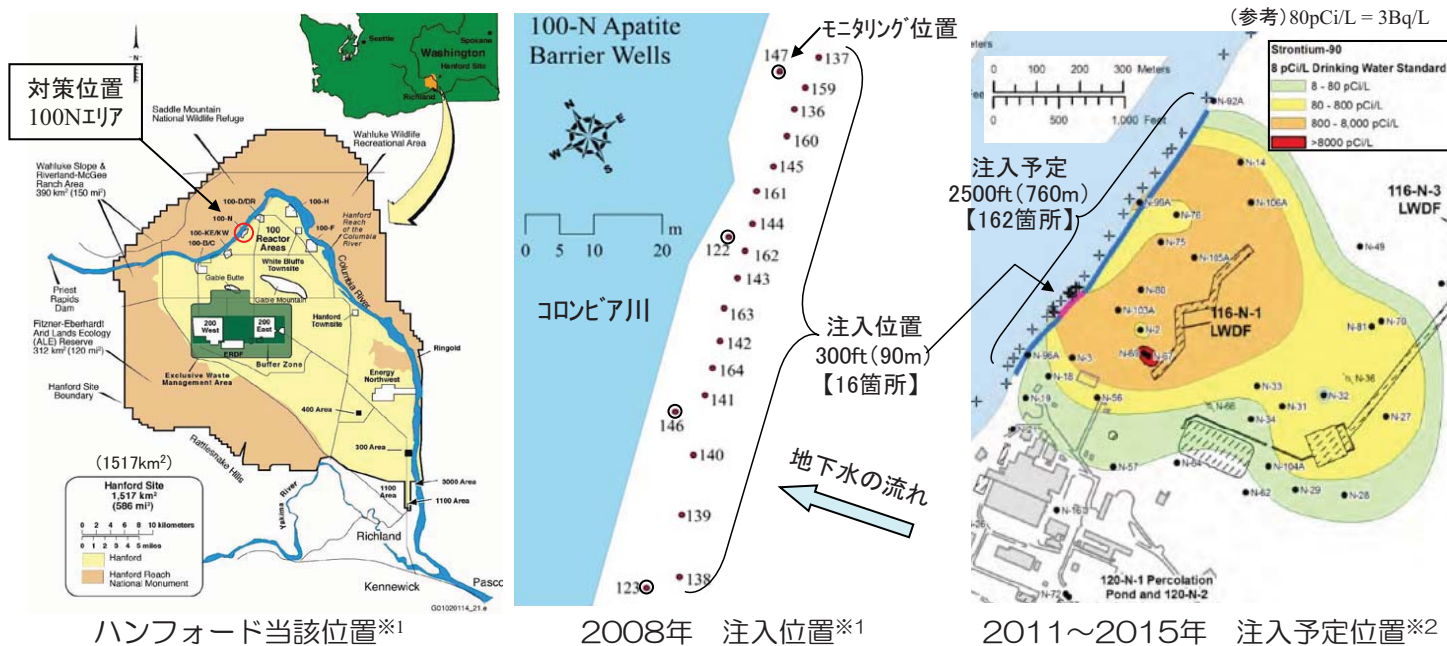 Seattle
Spokane
Washington
Hanford Site
Richland
対策位置
100Nエリア
Saddle Mountain
National Wildlife Refuge
Wahluke Wildlife
Recreational Area
Wahluke Slope &
Riverland-McGee
Ranch Area
390 km² (150 mi²)
100-D/DR
100-H
100-N
100-KE/KW
100-B/C
100-F
100
Reactor
Areas
Hanford
Reach
of the
Columbia
River
White Bluffs
Townsite
Columbia River
Gable Butte
Gable Mountain
Priest
Rapids
Dam
Hanford
Townsite
Fitzner-Eberhardt
And Lands Ecology
(ALE) Reserve
312 km² (120 mi²)
200
West
200
East
ERDF
Buffer Zone
Ringold
Exclusive Waste
Management Area
Energy
Northwest
Hanford Site
Boundary
400 Area
300 Area
Rattlesnake Hills
3000 Area
1100
Area
1100 Area
(1517km²)
Hanford Site
1,517 km²
(586 mi²)
0 2 4 6 8 10 kilometers
0 1 2 3 4 5 miles
Hanford
Hanford Reach
National Monument
Yakima River
Richland
Kennewick
Pasco
G01020114_21.e
ハンフォード当該位置※1
100-N Apatite
Barrier Wells
モニタリング位置
147
137
159
136
N
E
W
S
160
145
161
144
122
162
143
0 5 10 20
m
コロンビア川
163
142
164
141
146
140
139
138
123
注入位置
300ft(90m)
【16箇所】
地下水の流れ
2008年 注入位置※1
(参考)80pCi/L = 3Bq/L
Meters
0 100 200 300 Meters
0 500 1,000 Feet
Strontium-90
8 pCi/L Drinking Water Standard
8 - 80 pCi/L
80 - 800 pCi/L
800 - 8,000 pCi/L
>8000 pCi/L
N-92A
注入予定
2500ft(760m)
【162箇所】
N-14
116-N-3
LWDF
N-99A
N-76
N-106A
N-75
N-105A
N-49
N-80
N-103A
116-N-1
LWDF
N-2
N-70
N-81
N-67
N-96A
N-3
N-18
N-36
N-33
N-32
N-19
N-56
N-31
N-66
N-34
N-27
N-57
N-64
N-104A
N-62
N-29
N-28
N-16
120-N-1 Percolation
Pond and 120-N-2
N-72
2011～2015年 注入予定位置※2